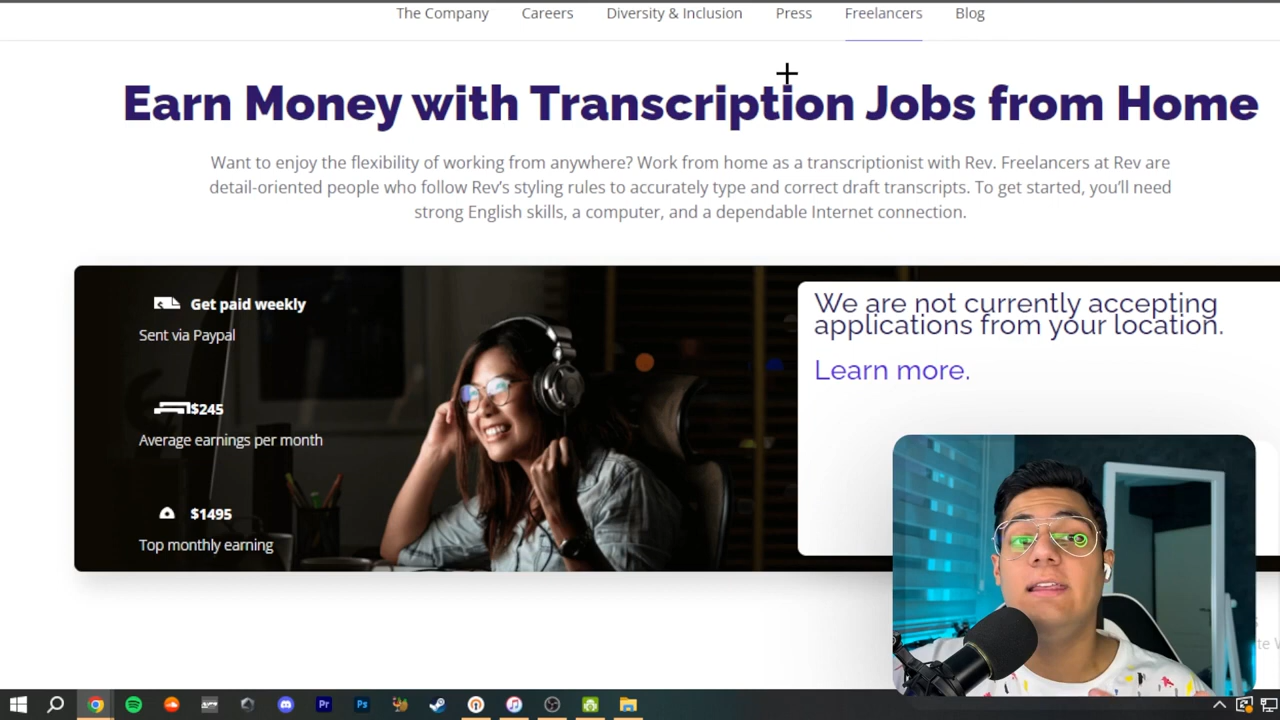 The Company Careers Diversity & Inclusion Press Freelancers Blog
Earn Money with Transcription Jobs from Home
Want to enjoy the flexibility of working from anywhere? Work from home as a transcriptionist with Rev. Freelancers at Rev are
detail-oriented people who follow Rev's styling rules to accurately type and correct draft transcripts. To get started, you'll need
strong English skills, a computer, and a dependable Internet connection.
Get paid weekly
Sent via Paypal
$245
Average earnings per month
$1495
Top monthly earning
We are not currently accepting
applications from your location.
Learn more.
Pr
Ps